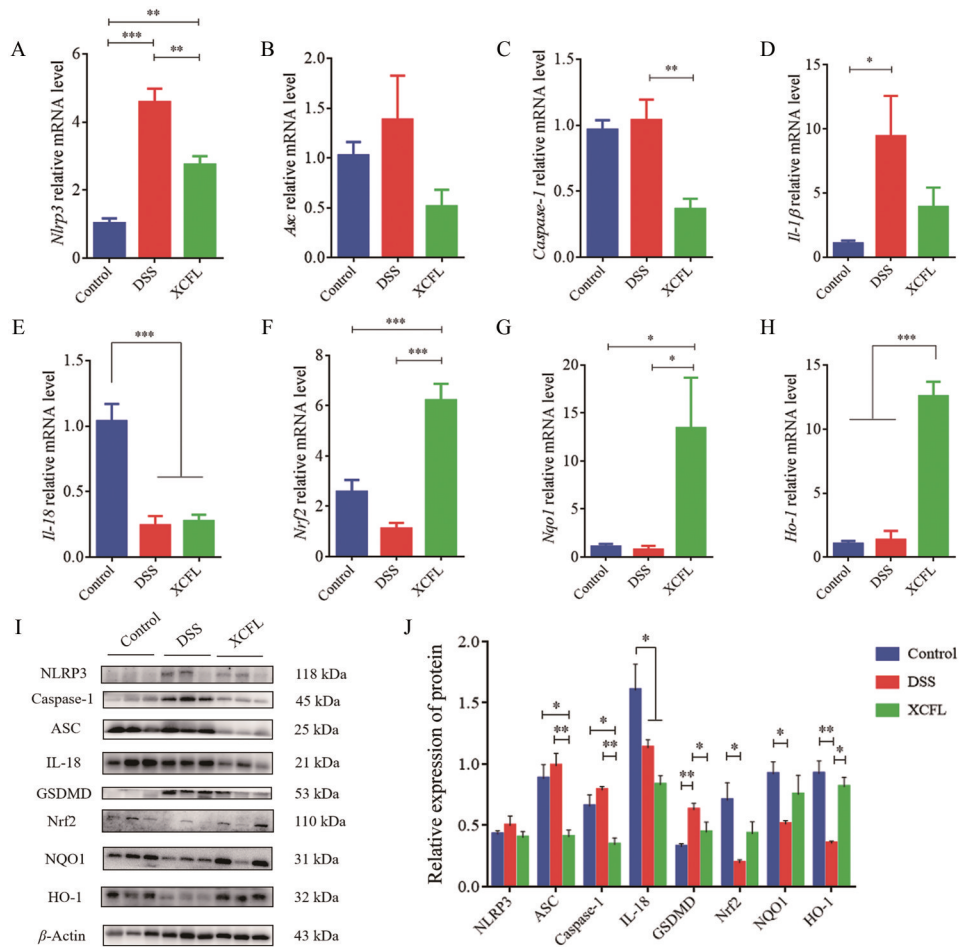 A
Nlrp3 relative mRNA level
6
4
2
0
**
***
**
Control
DSS
XCFL
B
Asc relative mRNA level
2.0
1.5
1.0
0.5
0.0
Control
DSS
XCFL
C
Caspase-1 relative mRNA level
1.5
1.0
0.5
0.0
**
Control
DSS
XCFL
D
Il-1β relative mRNA level
15
10
5
0
*
Control
DSS
XCFL
E
Il-18 relative mRNA level
1.5
1.0
0.5
0.0
***
Control
DSS
XCFL
F
Nrf2 relative mRNA level
8
6
4
2
0
***
***
Control
DSS
XCFL
G
Nqo1 relative mRNA level
20
15
10
5
0
*
*
Control
DSS
XCFL
H
Ho-1 relative mRNA level
15
10
5
0
***
Control
DSS
XCFL
I
Control DSS XCFL
NLRP3 118 kDa
Caspase-1 45 kDa
ASC 25 kDa
IL-18 21 kDa
GSDMD 53 kDa
Nrf2 110 kDa
NQO1 31 kDa
HO-1 32 kDa
β-Actin 43 kDa
J
Relative expression of protein
2.0
1.5
1.0
0.5
0.0
*
**
*
**
*
**
*
*
*
**
*
NLRP3
ASC
Caspase-1
IL-18
GSDMD
Nrf2
NQO1
HO-1
Control
DSS
XCFL